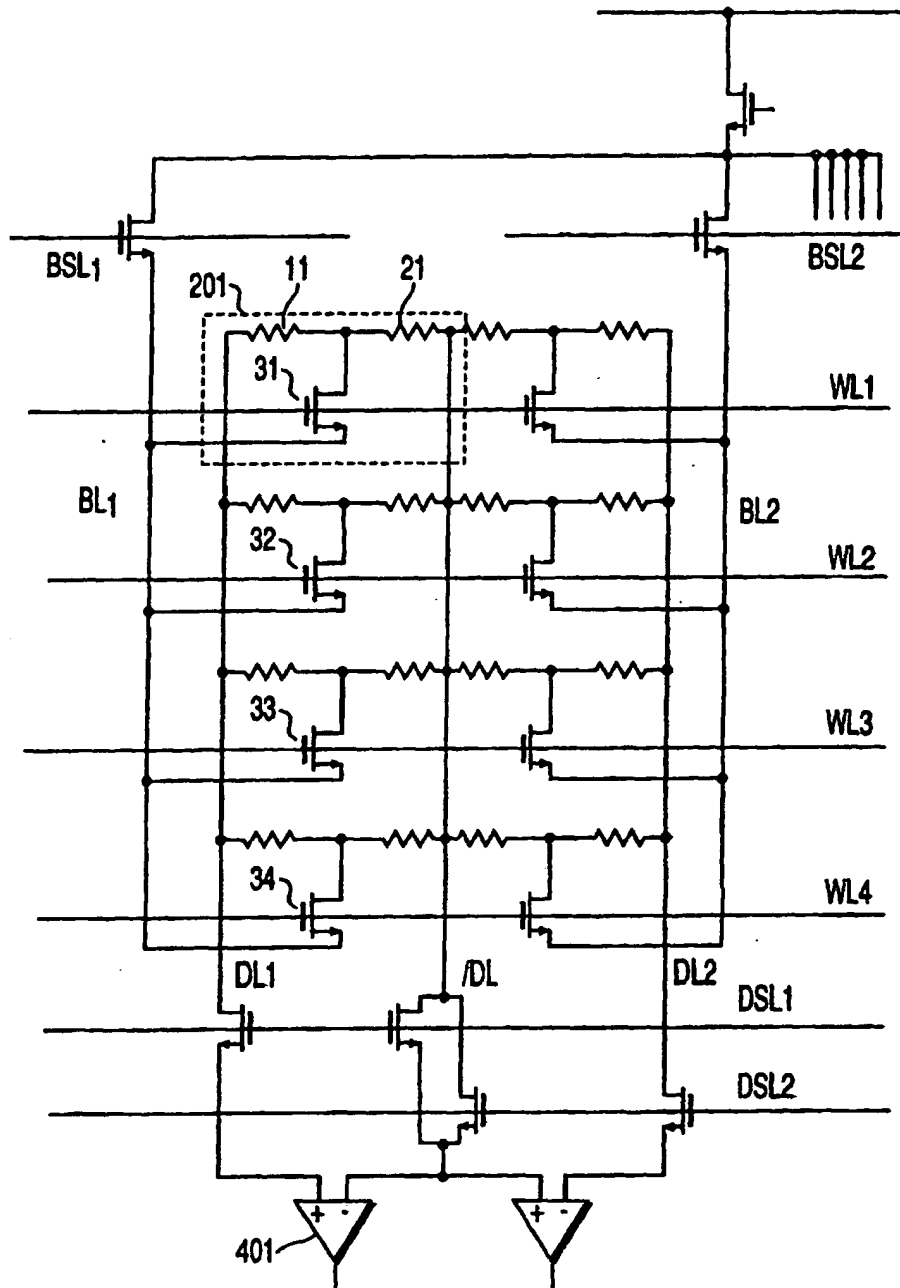 BSL1
BSL2
201
11
21
31
WL1
BL1
BL2
32
WL2
33
WL3
34
WL4
DL1
/DL
DL2
DSL1
DSL2
+ -
+ -
401